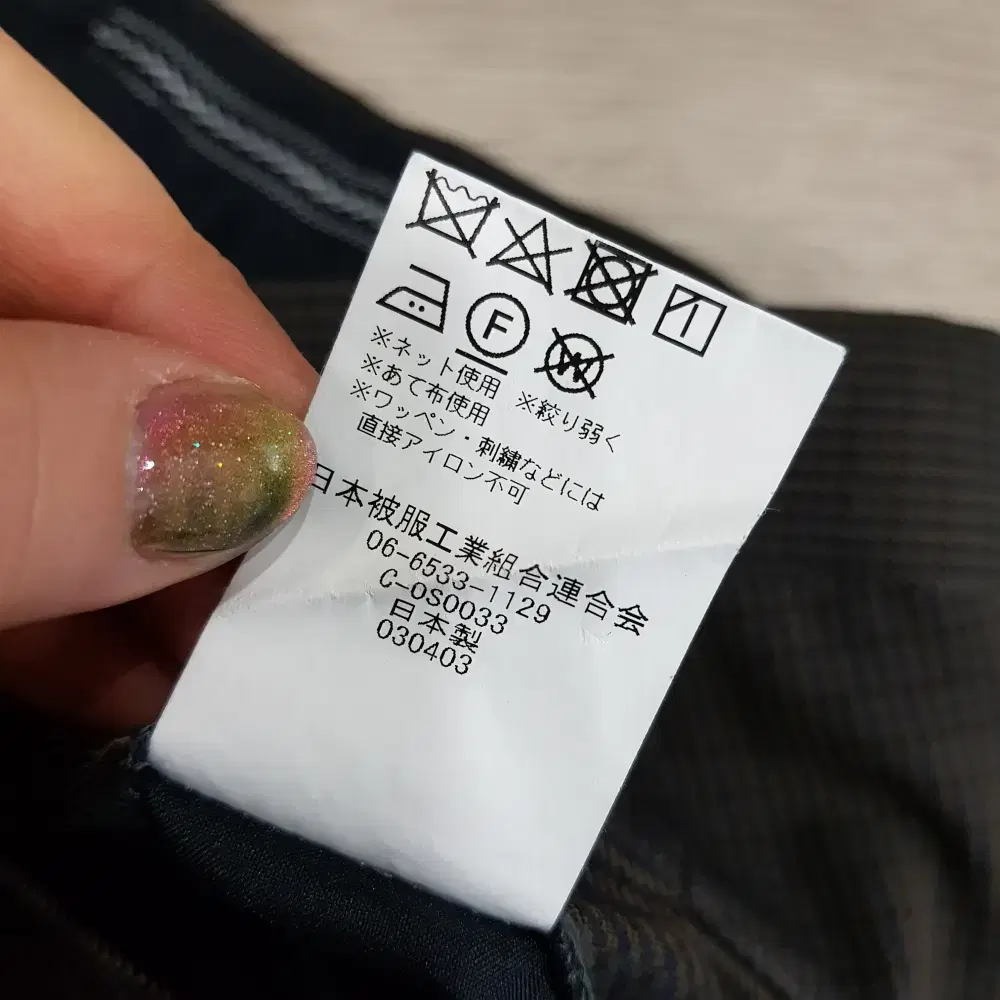 F W
※ネット使用 ※絞り弱く
※あて布使用
※ワッペン・刺繍などには
直接アイロン不可
日本被服工業組合連合会
06-6533-1129
C-OS0033
日本製
030403